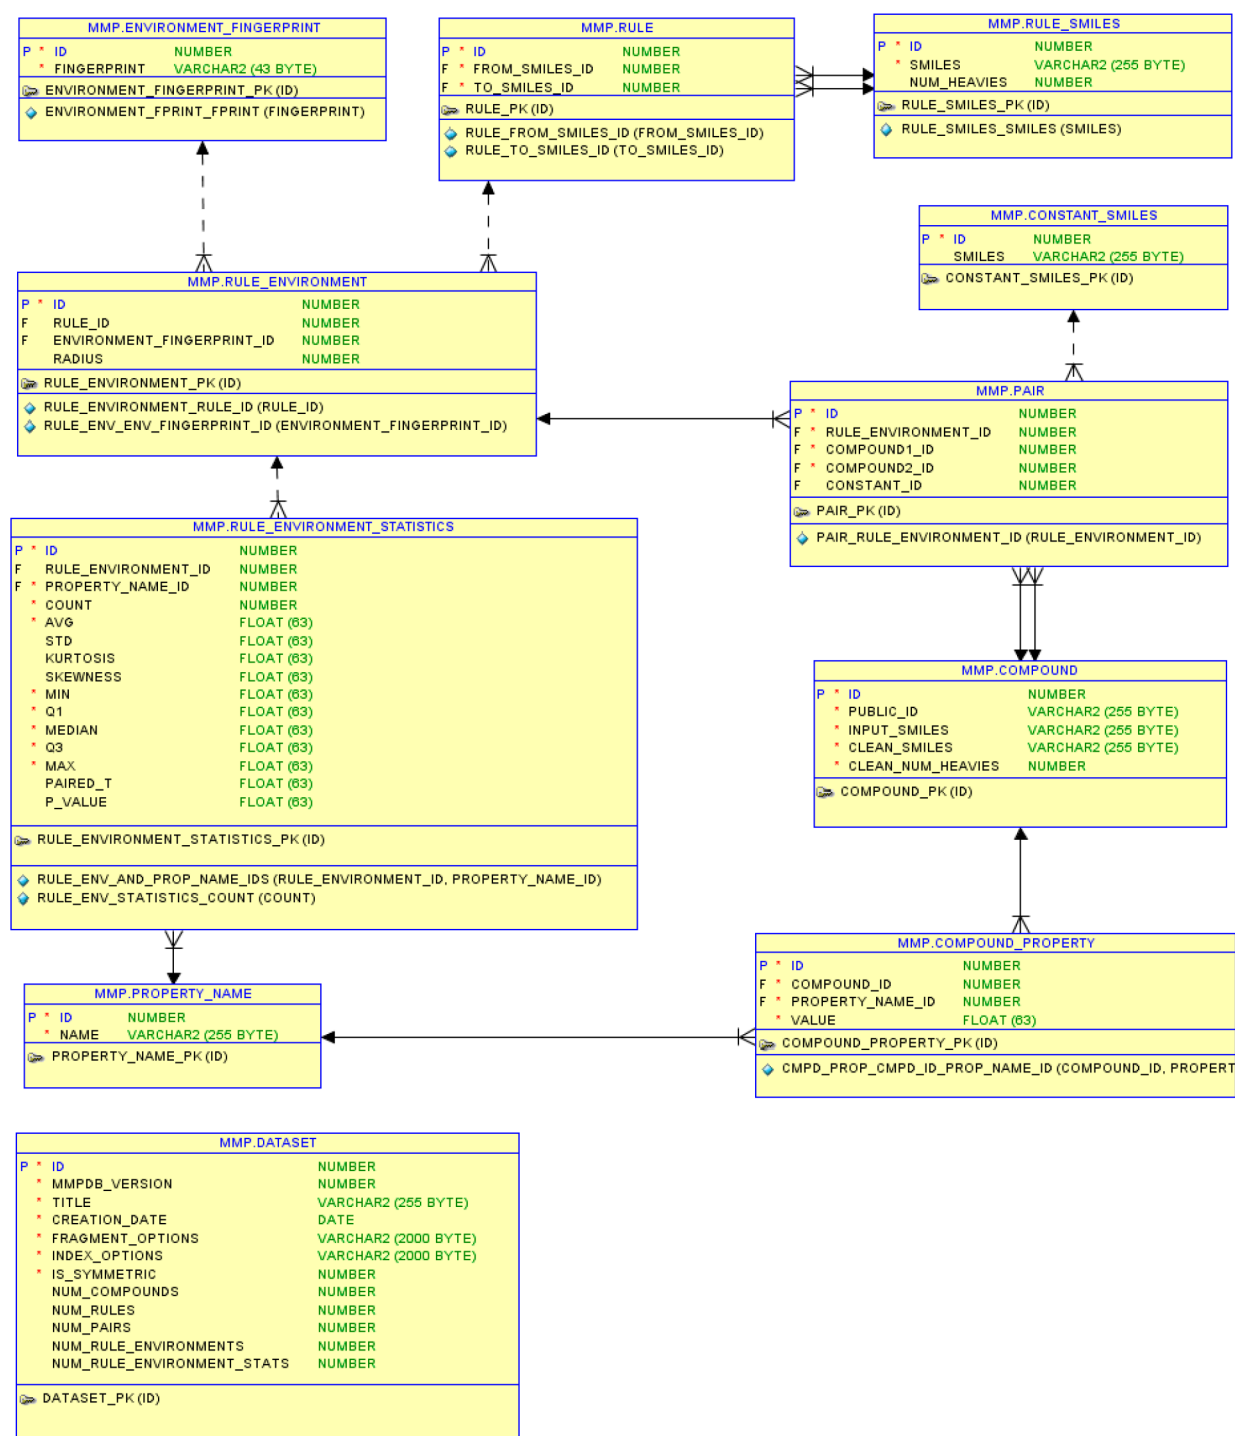 MMP.ENVIRONMENT_FINGERPRINT
P * ID NUMBER
* FINGERPRINT VARCHAR2 (43 BYTE)
ENVIRONMENT_FINGERPRINT_PK (ID)
ENVIRONMENT_FPRINT_FPRINT (FINGERPRINT)
MMP.RULE
P * ID NUMBER
F * FROM_SMILES_ID NUMBER
F * TO_SMILES_ID NUMBER
RULE_PK (ID)
RULE_FROM_SMILES_ID (FROM_SMILES_ID)
RULE_TO_SMILES_ID (TO_SMILES_ID)
MMP.RULE_SMILES
P * ID NUMBER
* SMILES VARCHAR2 (255 BYTE)
NUM_HEAVIES NUMBER
RULE_SMILES_PK (ID)
RULE_SMILES_SMILES (SMILES)
MMP.CONSTANT_SMILES
P * ID NUMBER
SMILES VARCHAR2 (255 BYTE)
CONSTANT_SMILES_PK (ID)
MMP.RULE_ENVIRONMENT
P * ID NUMBER
F RULE_ID NUMBER
F ENVIRONMENT_FINGERPRINT_ID NUMBER
RADIUS NUMBER
RULE_ENVIRONMENT_PK (ID)
RULE_ENVIRONMENT_RULE_ID (RULE_ID)
RULE_ENV_ENV_FINGERPRINT_ID (ENVIRONMENT_FINGERPRINT_ID)
MMP.PAIR
P * ID NUMBER
F * RULE_ENVIRONMENT_ID NUMBER
F * COMPOUND1_ID NUMBER
F * COMPOUND2_ID NUMBER
F CONSTANT_ID NUMBER
PAIR_PK (ID)
PAIR_RULE_ENVIRONMENT_ID (RULE_ENVIRONMENT_ID)
MMP.RULE_ENVIRONMENT_STATISTICS
P * ID NUMBER
F RULE_ENVIRONMENT_ID NUMBER
F * PROPERTY_NAME_ID NUMBER
* COUNT NUMBER
* AVG FLOAT (63)
STD FLOAT (63)
KURTOSIS FLOAT (63)
SKEWNESS FLOAT (63)
* MIN FLOAT (63)
* Q1 FLOAT (63)
* MEDIAN FLOAT (63)
* Q3 FLOAT (63)
* MAX FLOAT (63)
PAIRED_T FLOAT (63)
P_VALUE FLOAT (63)
RULE_ENVIRONMENT_STATISTICS_PK (ID)
RULE_ENV_AND_PROP_NAME_IDS (RULE_ENVIRONMENT_ID, PROPERTY_NAME_ID)
RULE_ENV_STATISTICS_COUNT (COUNT)
MMP.COMPOUND
P * ID NUMBER
* PUBLIC_ID VARCHAR2 (255 BYTE)
* INPUT_SMILES VARCHAR2 (255 BYTE)
* CLEAN_SMILES VARCHAR2 (255 BYTE)
* CLEAN_NUM_HEAVIES NUMBER
COMPOUND_PK (ID)
MMP.PROPERTY_NAME
P * ID NUMBER
* NAME VARCHAR2 (255 BYTE)
PROPERTY_NAME_PK (ID)
MMP.COMPOUND_PROPERTY
P * ID NUMBER
F * COMPOUND_ID NUMBER
F * PROPERTY_NAME_ID NUMBER
* VALUE FLOAT (63)
COMPOUND_PROPERTY_PK (ID)
CMPD_PROP_CMPD_ID_PROP_NAME_ID (COMPOUND_ID, PROPERT
MMP.DATASET
P * ID NUMBER
* MMPDB_VERSION NUMBER
* TITLE VARCHAR2 (255 BYTE)
* CREATION_DATE DATE
* FRAGMENT_OPTIONS VARCHAR2 (2000 BYTE)
* INDEX_OPTIONS VARCHAR2 (2000 BYTE)
* IS_SYMMETRIC NUMBER
NUM_COMPOUNDS NUMBER
NUM_RULES NUMBER
NUM_PAIRS NUMBER
NUM_RULE_ENVIRONMENTS NUMBER
NUM_RULE_ENVIRONMENT_STATS NUMBER
DATASET_PK (ID)